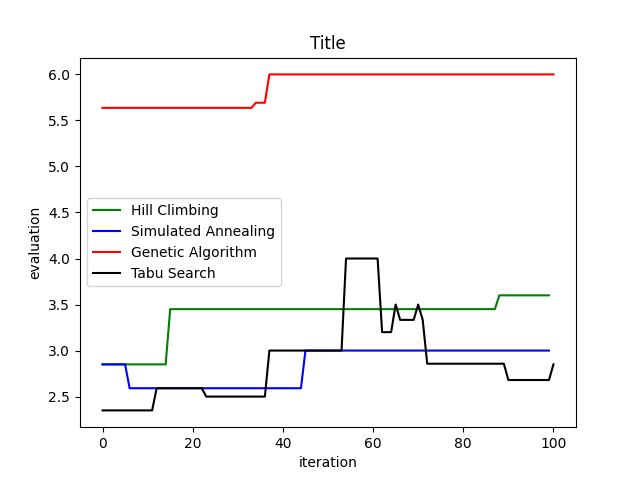 Title
6.0
5.5
5.0
4.5
4.0
3.5
3.0
2.5
evaluation
Hill Climbing
Simulated Annealing
Genetic Algorithm
Tabu Search
0 20 40 60 80 100
iteration